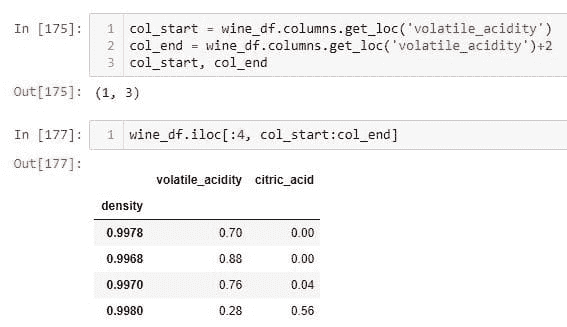 In [175]:
1 col_start = wine_df.columns.get_loc('volatile_acidity')
2 col_end = wine_df.columns.get_loc('volatile_acidity')+2
3 col_start, col_end
Out[175]: (1, 3)
In [177]: 1 wine_df.iloc[:4, col_start:col_end]
Out[177]:
volatile_acidity citric_acid
density
0.9978 0.70 0.00
0.9968 0.88 0.00
0.9970 0.76 0.04
0.9980 0.28 0.56